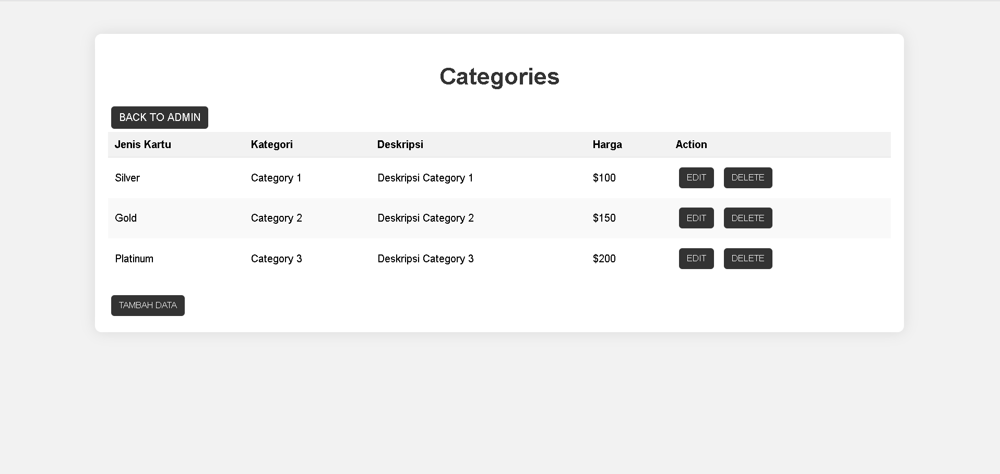 Categories
BACK TO ADMIN
Jenis Kartu Kategori Deskripsi Harga Action
Silver Category 1 Deskripsi Category 1 $100 EDIT DELETE
Gold Category 2 Deskripsi Category 2 $150 EDIT DELETE
Platinum Category 3 Deskripsi Category 3 $200 EDIT DELETE
TAMBAH DATA